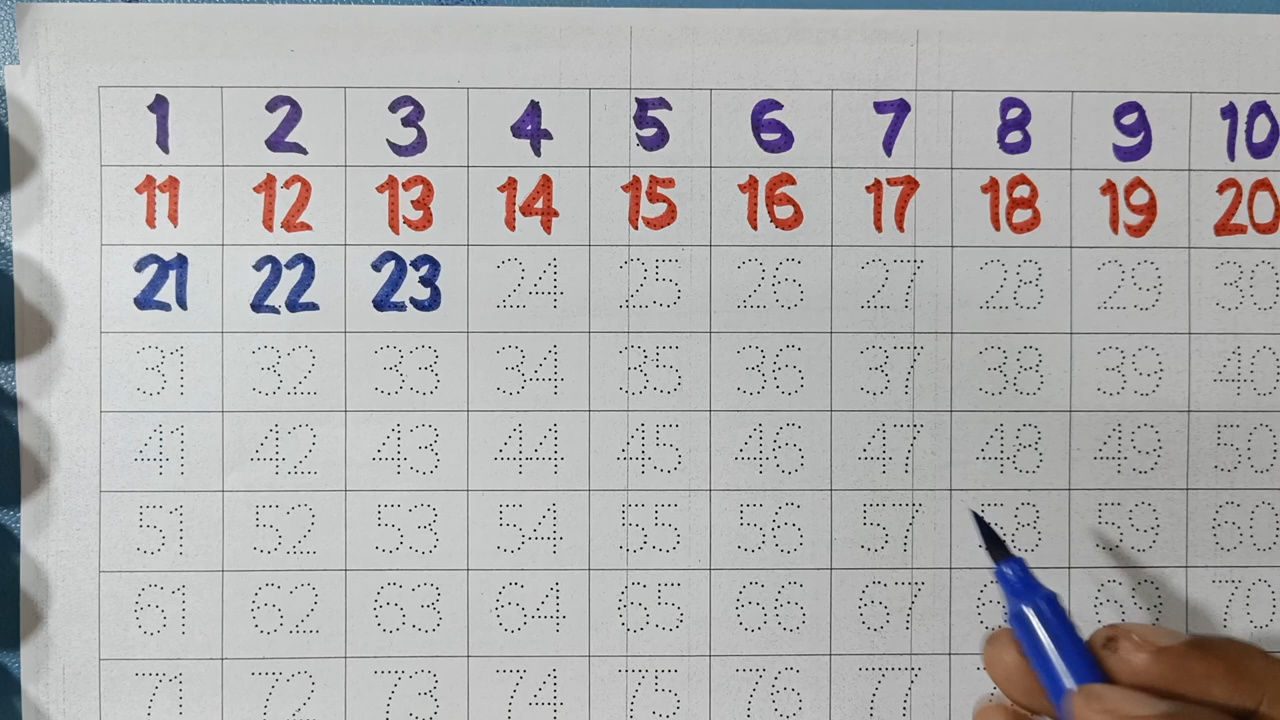 1 2 3 4 5 6 7 8 9 10
11 12 13 14 15 16 17 18 19 20
21 22 23 24 25 26 27 28 29 30
31 32 33 34 35 36 37 38 39 40
41 42 43 44 45 46 47 48 49 50
51 52 53 54 55 56 57 58 59 60
61 62 63 64 65 66 67 69 70
71 72 73 74 75 76 77